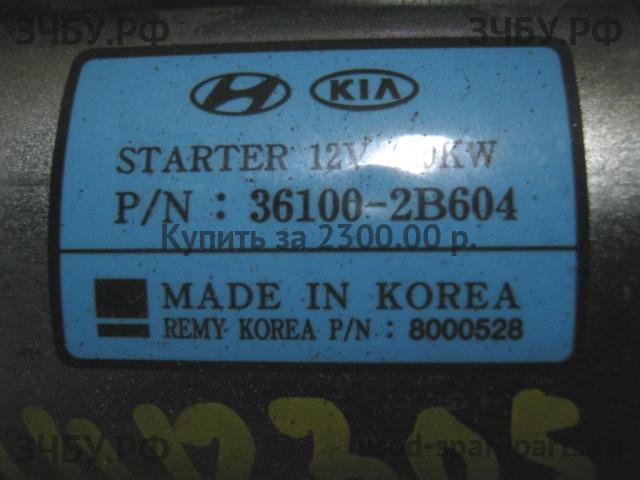 ЗЧБУ.РФ ЗЧБУ.РФ
KIA
STARTER 12V 0KW
P/N : 36100-2B604
Купить за 2300.00 р.
MADE IN KOREA
REMY KOREA P/N : 8000528
ЗЧБУ.РФ